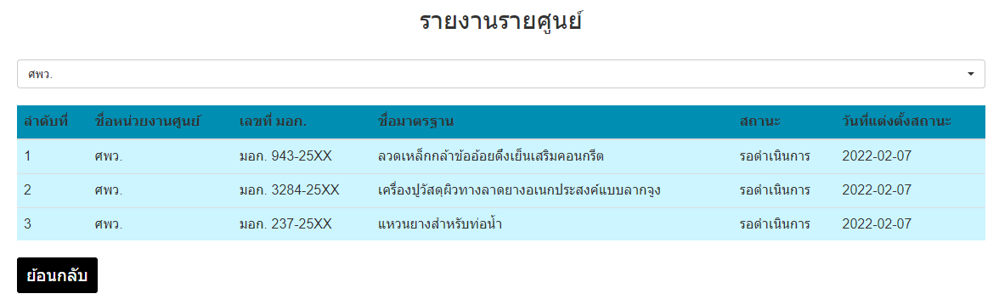 รายงานรายศูนย์
ศพว.
ลำดับที่ ชื่อหน่วยงานศูนย์ เลขที่ มอก. ชื่อมาตรฐาน สถานะ วันที่แต่งตั้งสถานะ
1 ศพว. มอก. 943-25XX ลวดเหล็กกล้าข้ออ้อยดึงเย็นเสริมคอนกรีต รอดำเนินการ 2022-02-07
2 ศพว. มอก. 3284-25XX เครื่องปูวัสดุผิวทางลาดยางอเนกประสงค์แบบลากจูง รอดำเนินการ 2022-02-07
3 ศพว. มอก. 237-25XX แหวนยางสำหรับท่อน้ำ รอดำเนินการ 2022-02-07
ย้อนกลับ